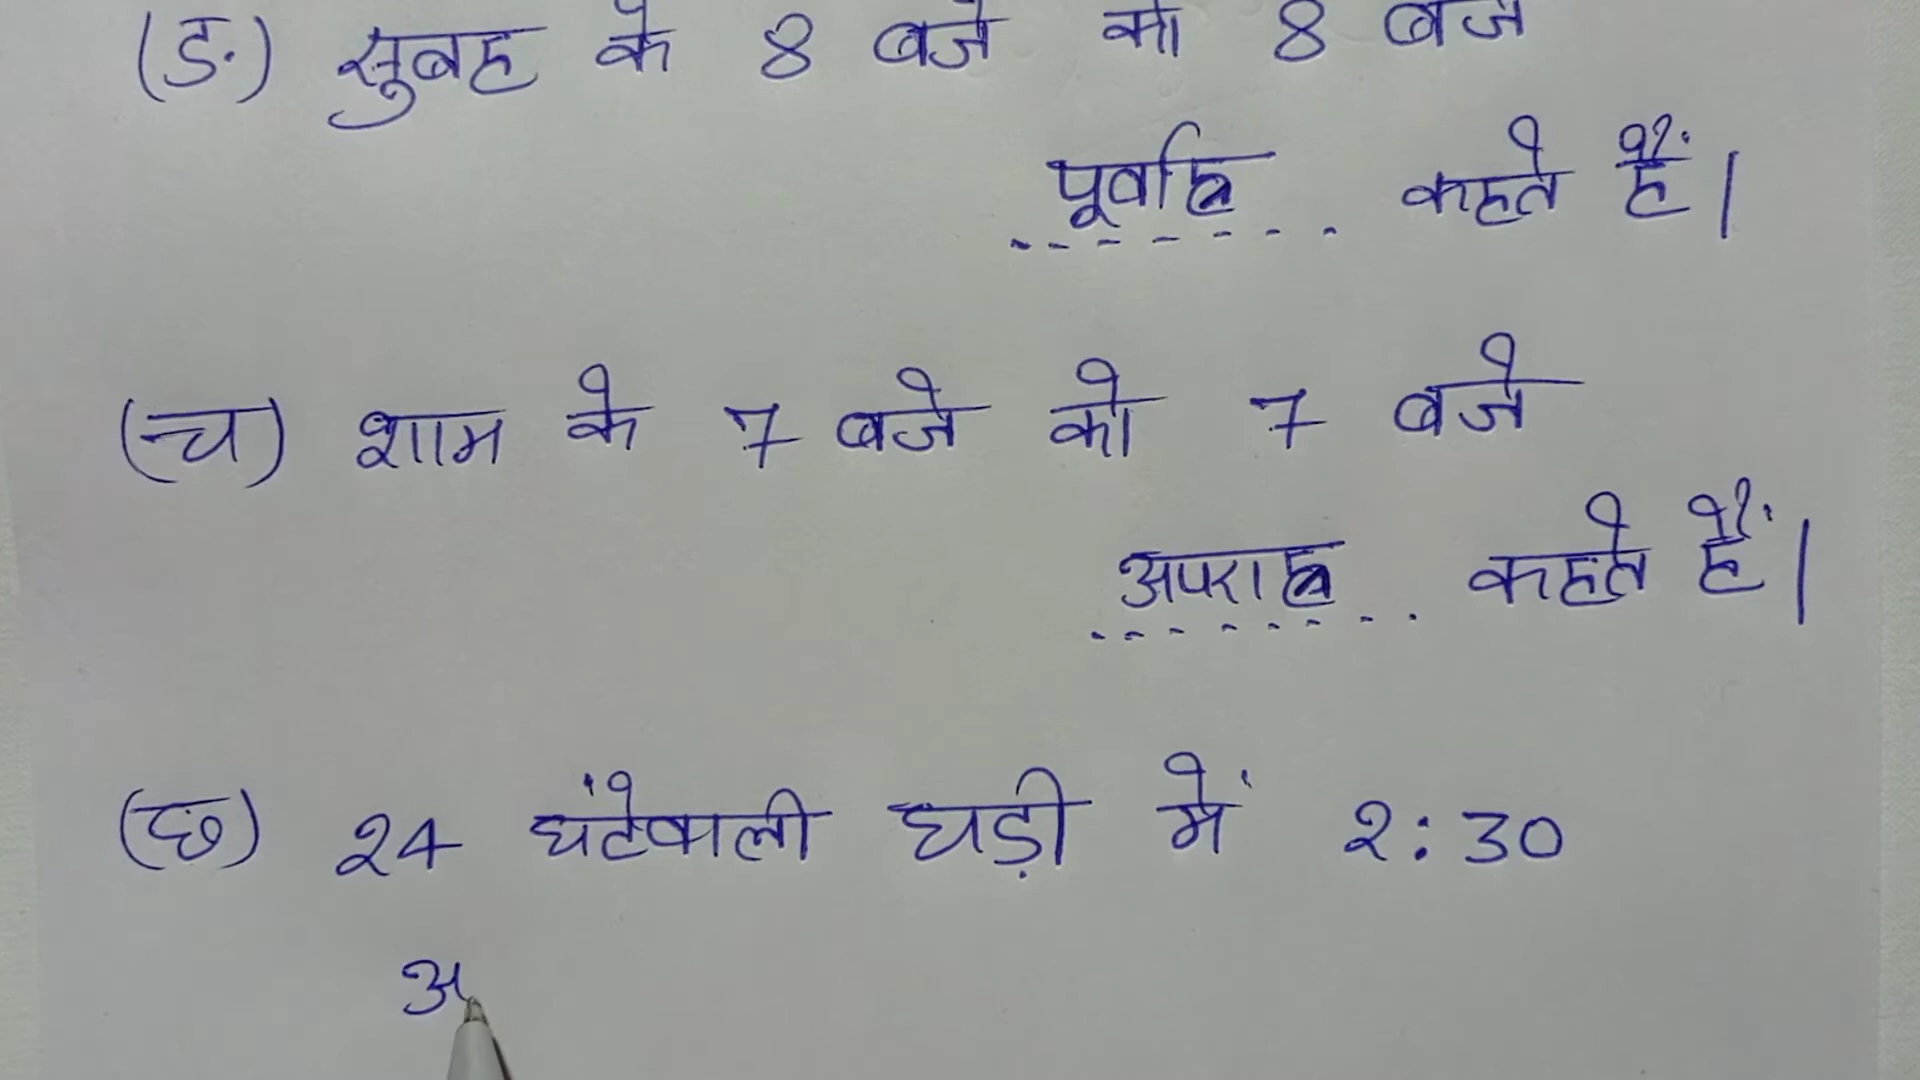 (ङ) सुबह के 8 बजे को 8 बजे
पूर्वाह्न कहते हैं।
(च) शाम के 7 बजे को 7 बजे
अपराह्न कहते हैं।
(छ) 24 घंटेवाली घड़ी में 2:30
अ